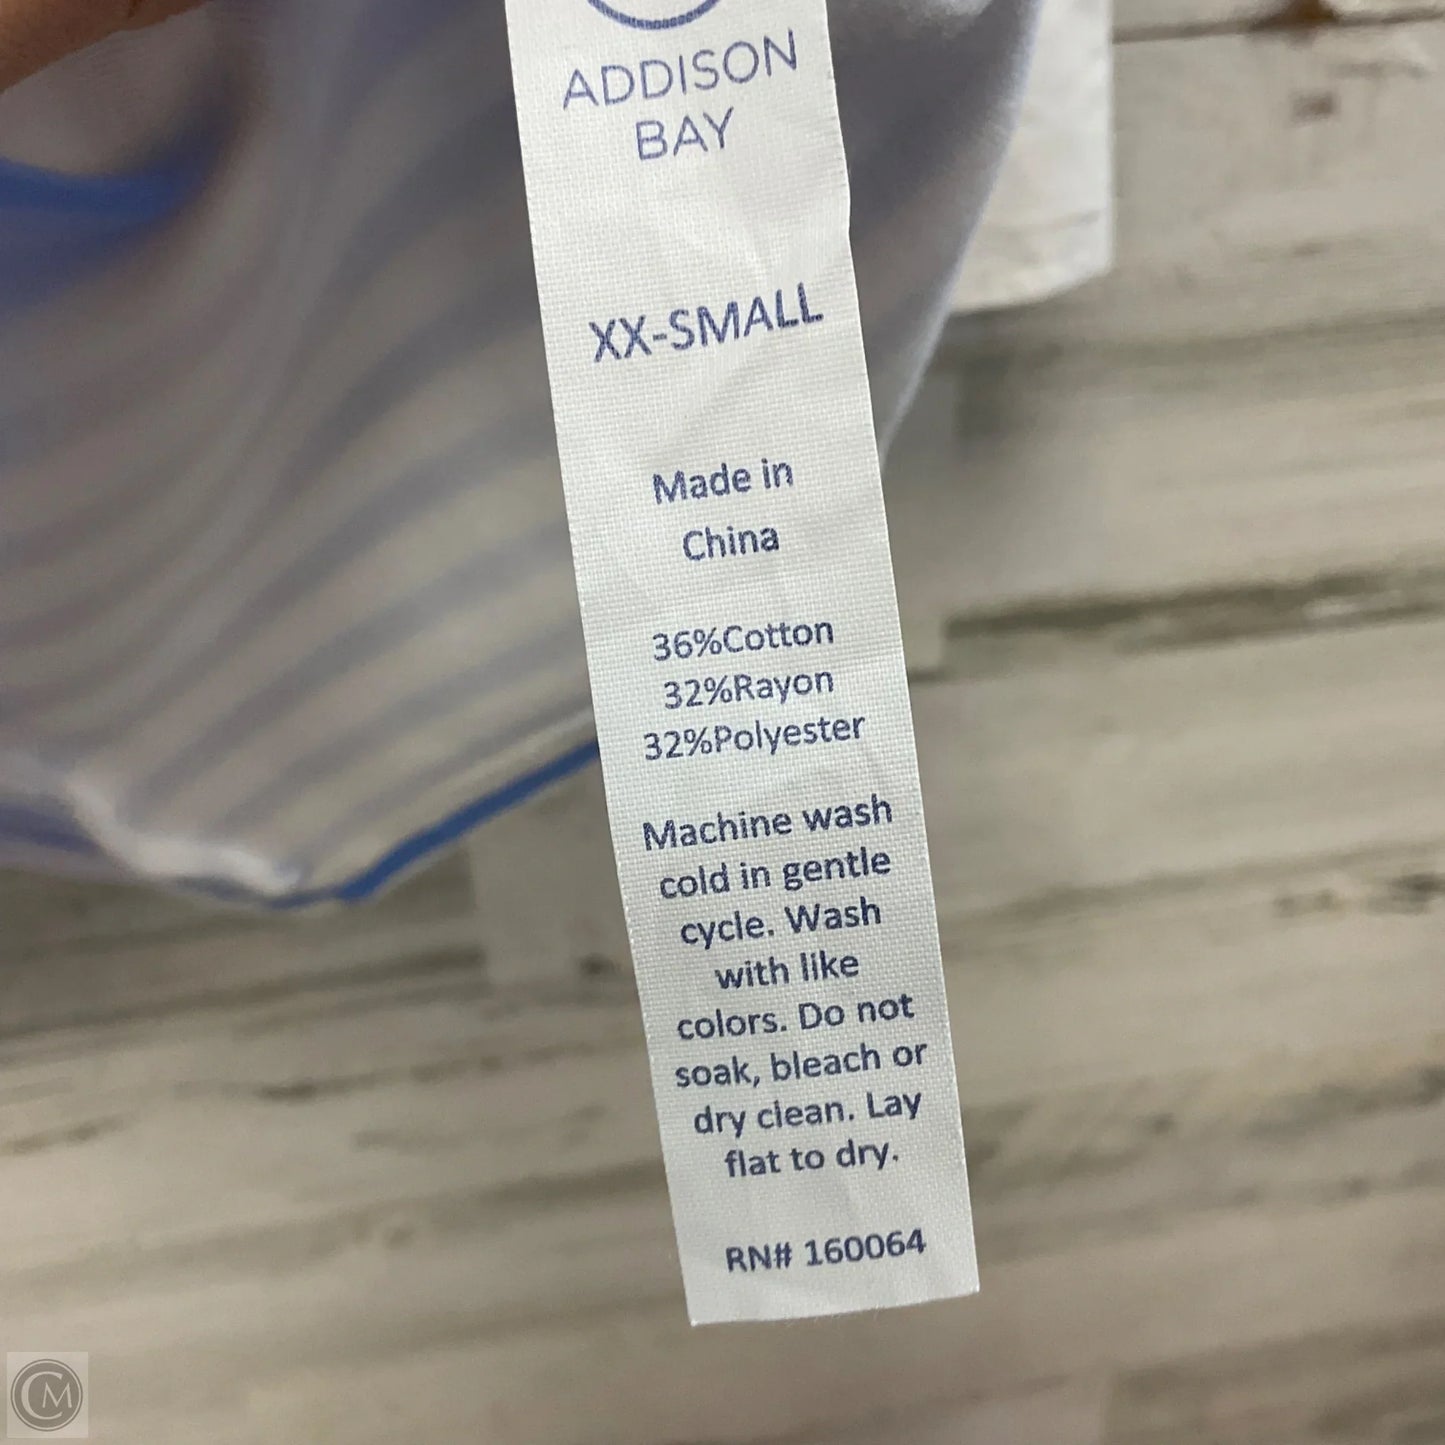 ADDISON
BAY
XX-SMALL
Made in
China
36%Cotton
32%Rayon
32%Polyester
Machine wash
cold in gentle
cycle. Wash
with like
colors. Do not
soak, bleach or
dry clean. Lay
flat to dry.
RN# 160064
CM